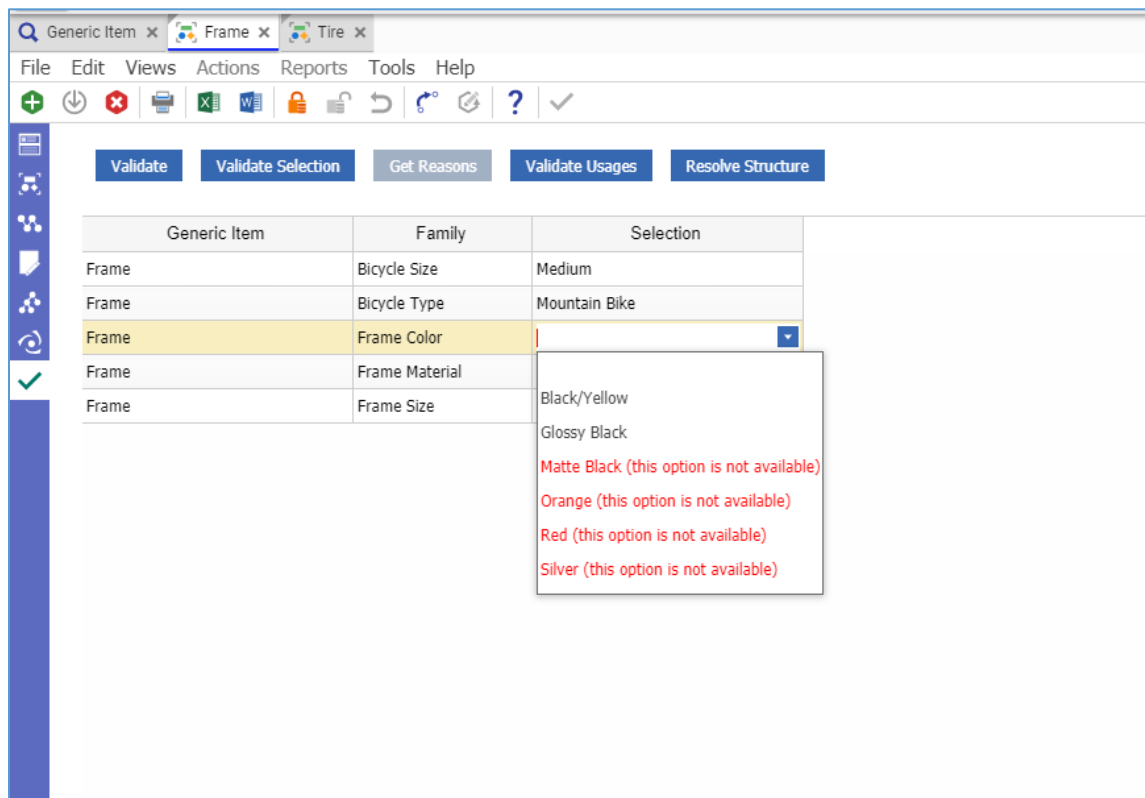 Generic Item Frame Tire
File Edit Views Actions Reports Tools Help
Validate Validate Selection Get Reasons Validate Usages Resolve Structure
Generic Item Family Selection
Frame Bicycle Size Medium
Frame Bicycle Type Mountain Bike
Frame Frame Color
Frame Frame Material
Frame Frame Size
Black/Yellow
Glossy Black
Matte Black (this option is not available)
Orange (this option is not available)
Red (this option is not available)
Silver (this option is not available)